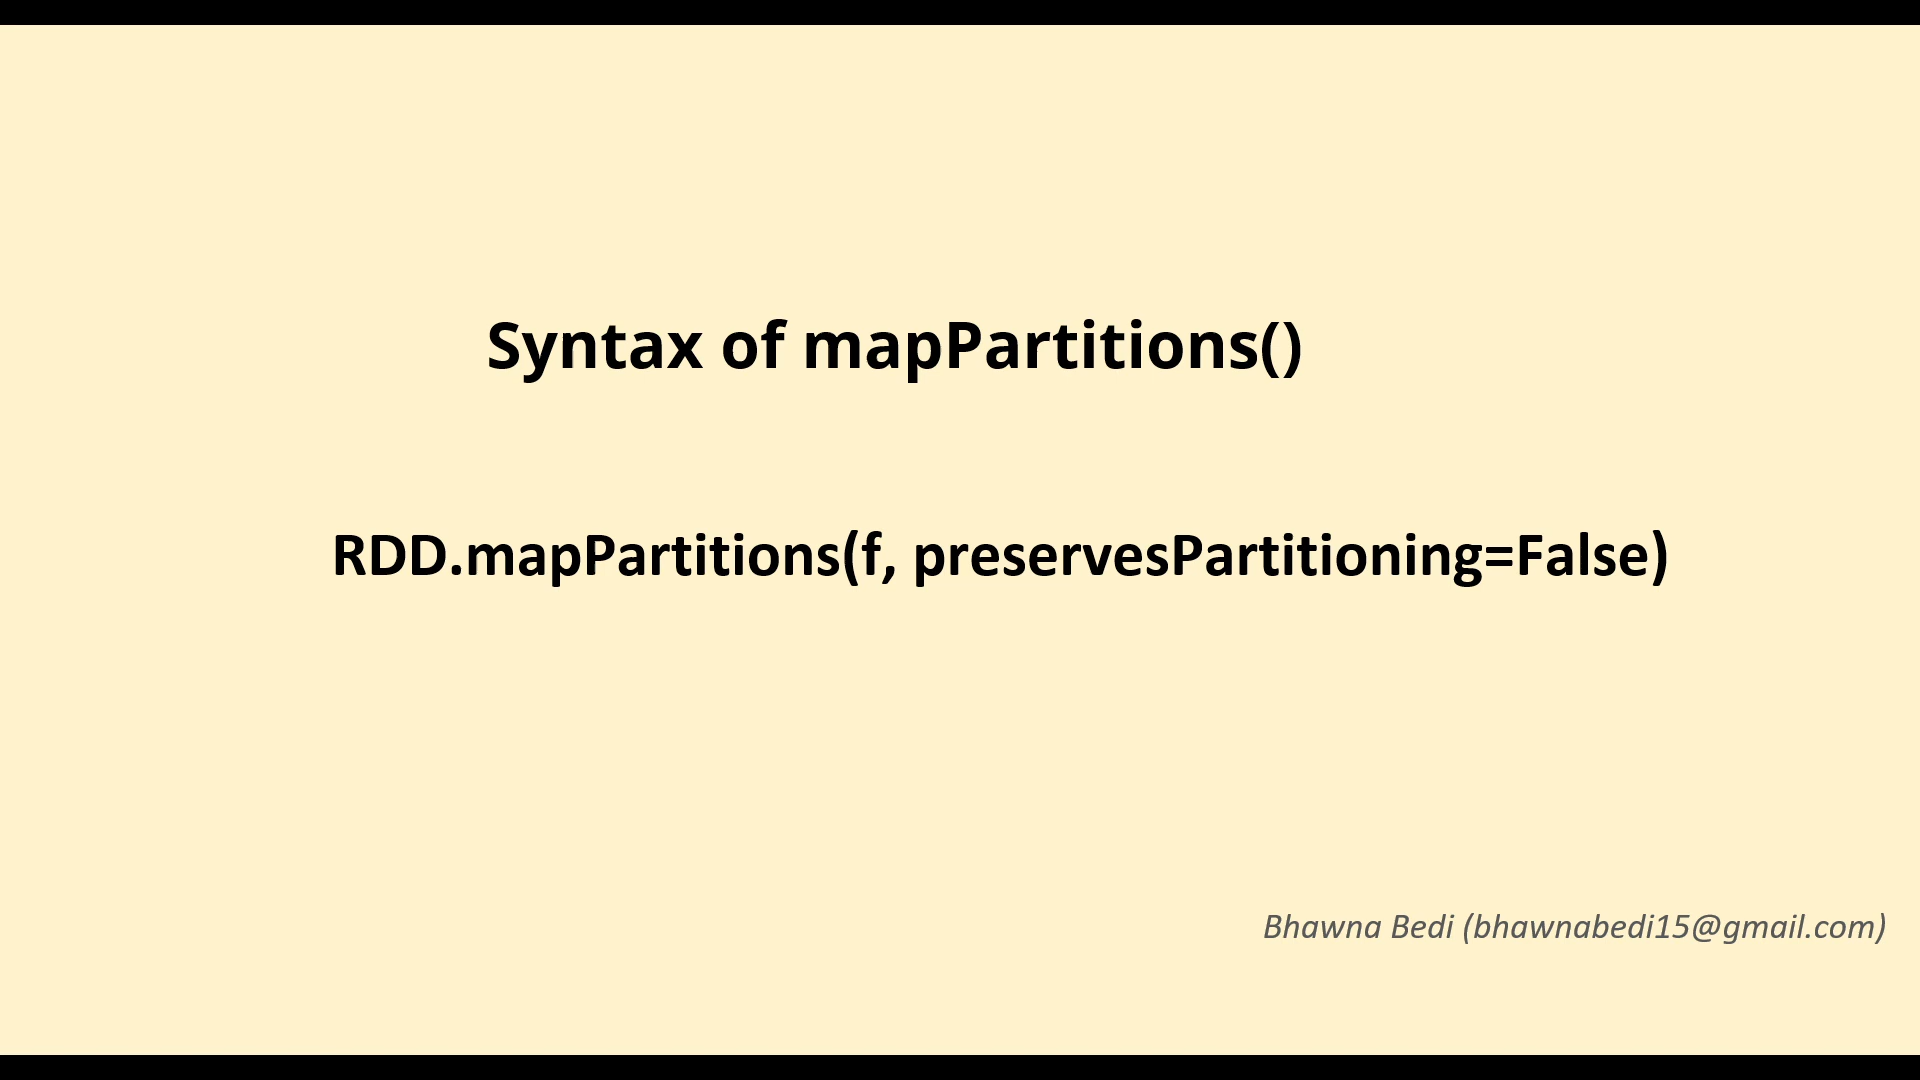 Syntax of mapPartitions()
RDD.mapPartitions(f, preservesPartitioning=False)
Bhawna Bedi (bhawnabedi15@gmail.com)